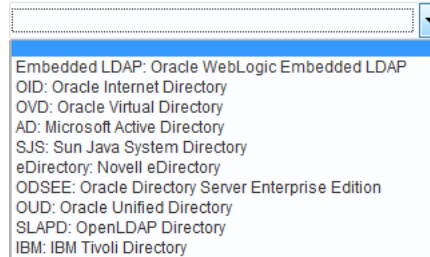 Embedded LDAP: Oracle WebLogic Embedded LDAP
OID: Oracle Internet Directory
OVD: Oracle Virtual Directory
AD: Microsoft Active Directory
SJS: Sun Java System Directory
eDirectory: Novell eDirectory
ODSEE: Oracle Directory Server Enterprise Edition
OUD: Oracle Unified Directory
SLAPD: OpenLDAP Directory
IBM: IBM Tivoli Directory